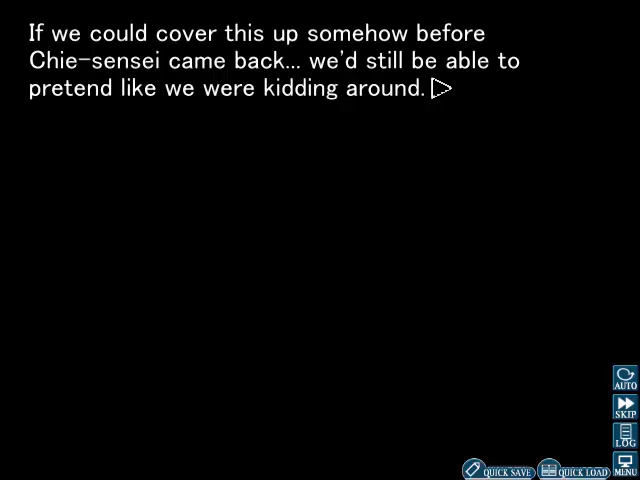 If we could cover this up somehow before
Chie-sensei came back... we'd still be able to
pretend like we were kidding around.
AUTO
SKIP
LOG
MENU
QUICK SAVE
QUICK LOAD